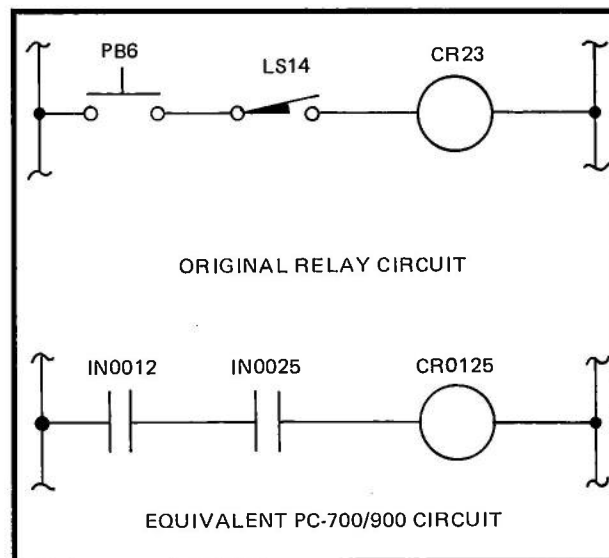 PB6
LS14
CR23
ORIGINAL RELAY CIRCUIT
IN0012
IN0025
CR0125
EQUIVALENT PC-700/900 CIRCUIT